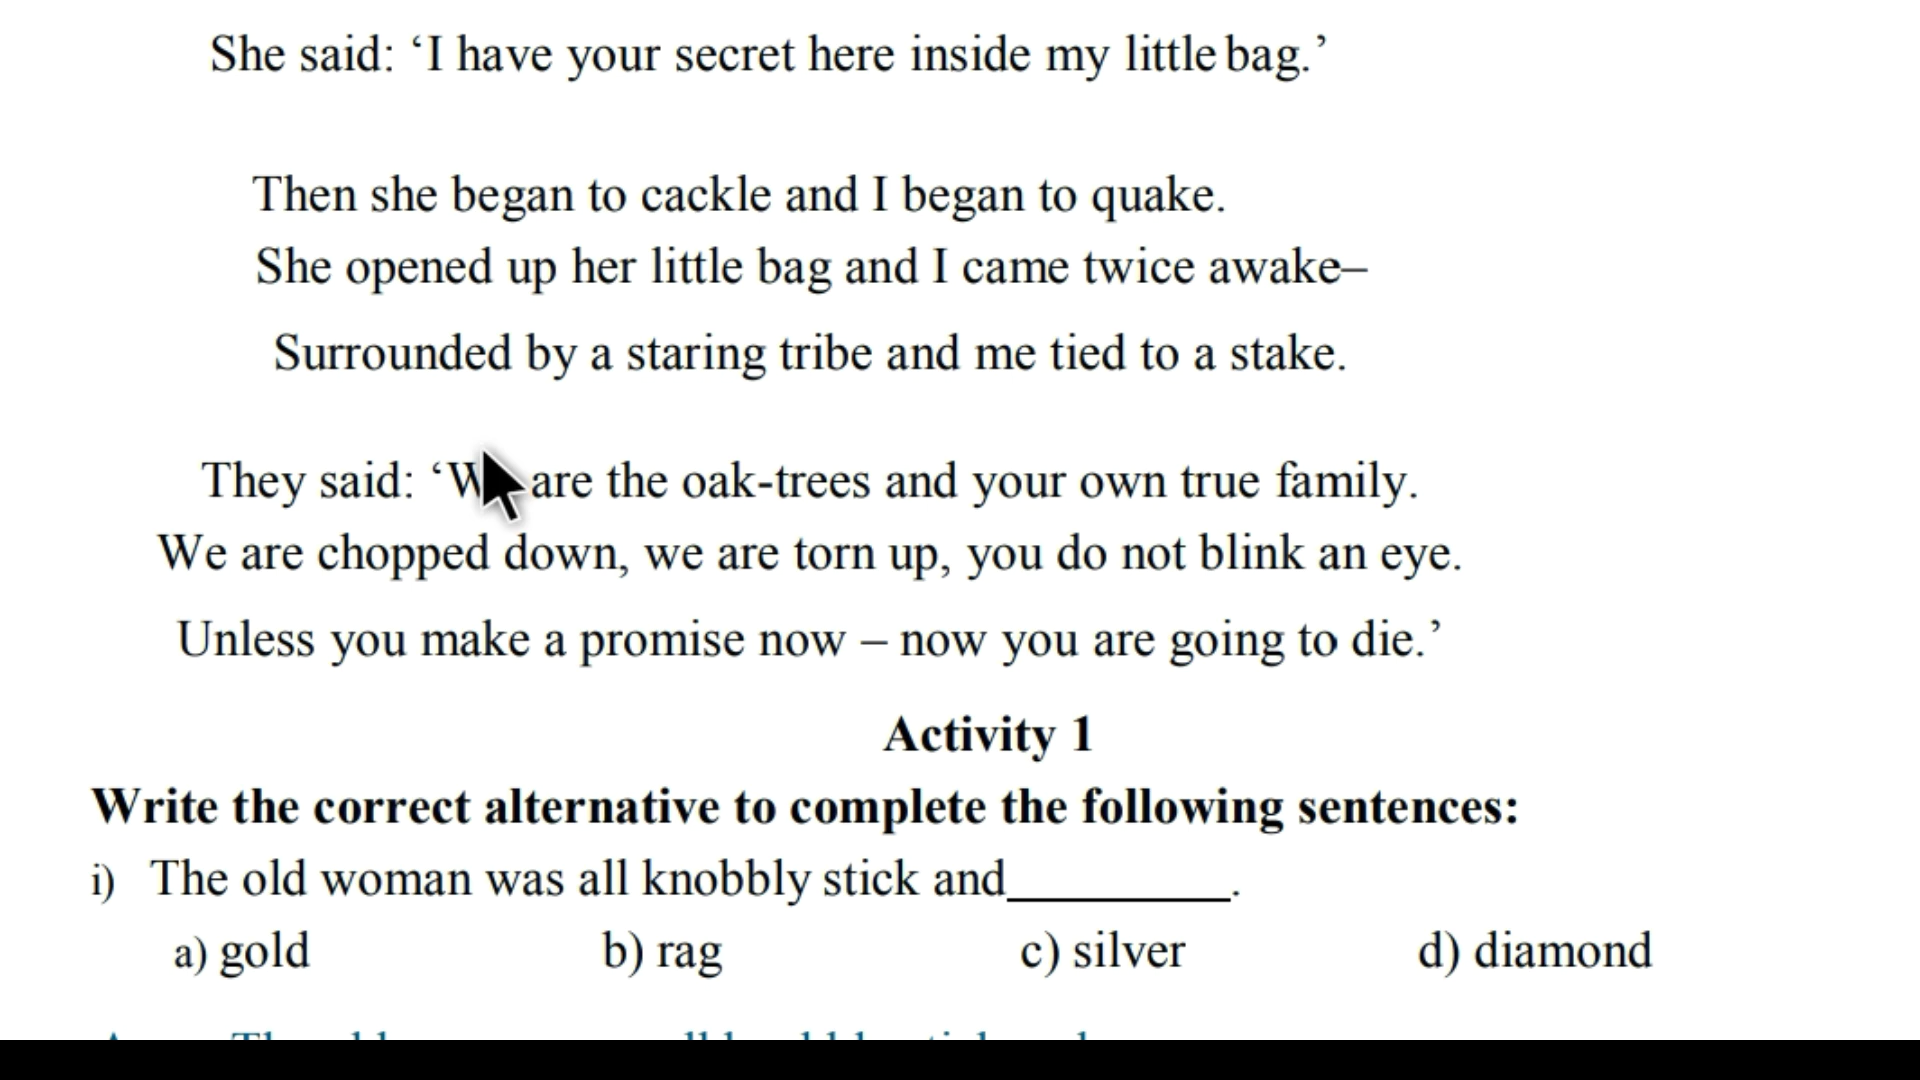 She said: ‘I have your secret here inside my little bag.’
Then she began to cackle and I began to quake.
She opened up her little bag and I came twice awake–
Surrounded by a staring tribe and me tied to a stake.
They said: ‘We are the oak-trees and your own true family.
We are chopped down, we are torn up, you do not blink an eye.
Unless you make a promise now – now you are going to die.’
Activity 1
Write the correct alternative to complete the following sentences:
i) The old woman was all knobbly stick and_________.
a) gold b) rag c) silver d) diamond